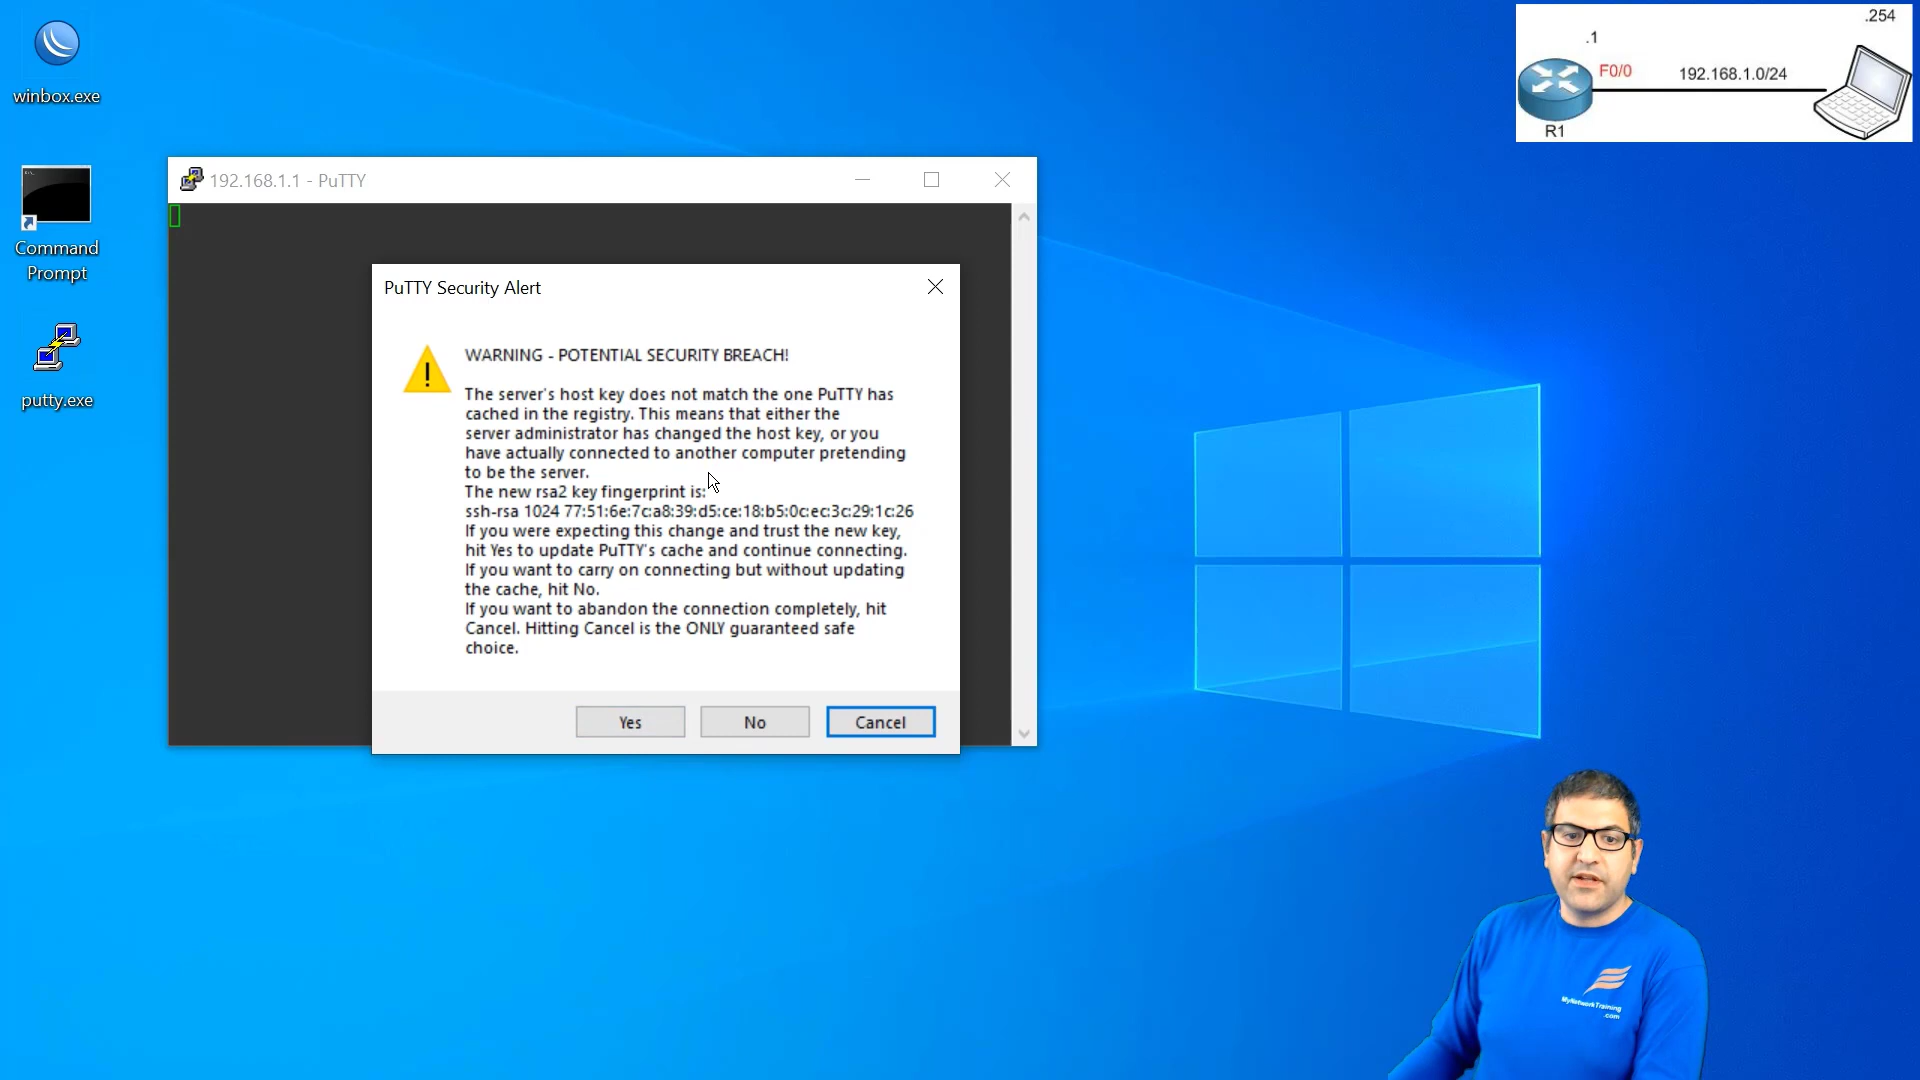 winbox.exe
Command
Prompt
putty.exe
192.168.1.1 - PuTTY
PuTTY Security Alert
WARNING - POTENTIAL SECURITY BREACH!
The server's host key does not match the one PuTTY has
cached in the registry. This means that either the
server administrator has changed the host key, or you
have actually connected to another computer pretending
to be the server.
The new rsa2 key fingerprint is:
ssh-rsa 1024 77:51:6e:7c:a8:39:d5:ce:18:b5:0c:ec:3c:29:1c:26
If you were expecting this change and trust the new key,
hit Yes to update PuTTY's cache and continue connecting.
If you want to carry on connecting but without updating
the cache, hit No.
If you want to abandon the connection completely, hit
Cancel. Hitting Cancel is the ONLY guaranteed safe
choice.
Yes
No
Cancel
.254
.1
F0/0
192.168.1.0/24
R1
MyNetworkTraining
.com